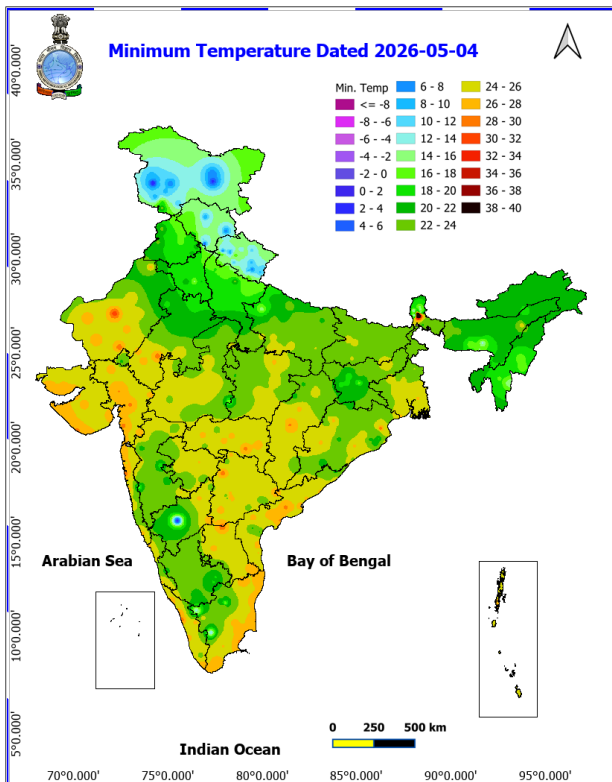 Minimum Temperature Dated 2026-05-04
Min. Temp
<= -8
-8 - -6
-6 - -4
-4 - -2
-2 - 0
0 - 2
2 - 4
4 - 6
6 - 8
8 - 10
10 - 12
12 - 14
14 - 16
16 - 18
18 - 20
20 - 22
22 - 24
24 - 26
26 - 28
28 - 30
30 - 32
32 - 34
34 - 36
36 - 38
38 - 40
40°0.000'
35°0.000'
30°0.000'
25°0.000'
20°0.000'
15°0.000'
10°0.000'
5°0.000'
Arabian Sea
Bay of Bengal
Indian Ocean
0 250 500 km
70°0.000' 75°0.000' 80°0.000' 85°0.000' 90°0.000' 95°0.000'